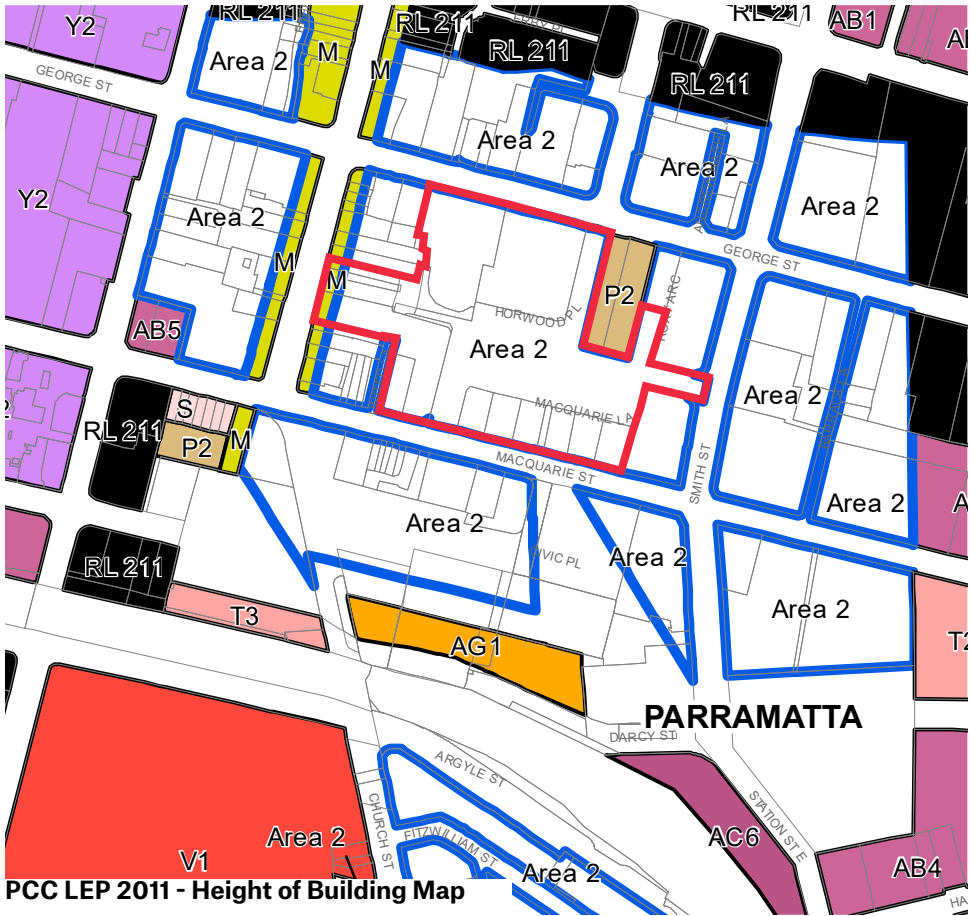 RL 211
RL 211
RL 211
AB1
Y2
M
RL 211
Area 2
M
RL 211
GEORGE ST
Area 2
Area 2
Y2
Area 2
Area 2
GEORGE ST
M
M
P2
HORWOOD PL
AB5
Area 2
Area 2
S
MACQUARIE LA
RL 211
P2
M
MACQUARIE ST
SMITH ST
Area 2
Area 2
CIVIC PL
Area 2
RL 211
Area 2
T3
AG1
T2
PARRAMATTA
DARCY ST
ARGYLE ST
STATION ST E
CHURCH ST
FITZWILLIAM ST
Area 2
AC6
V1
Area 2
AB4
PCC LEP 2011 - Height of Building Map